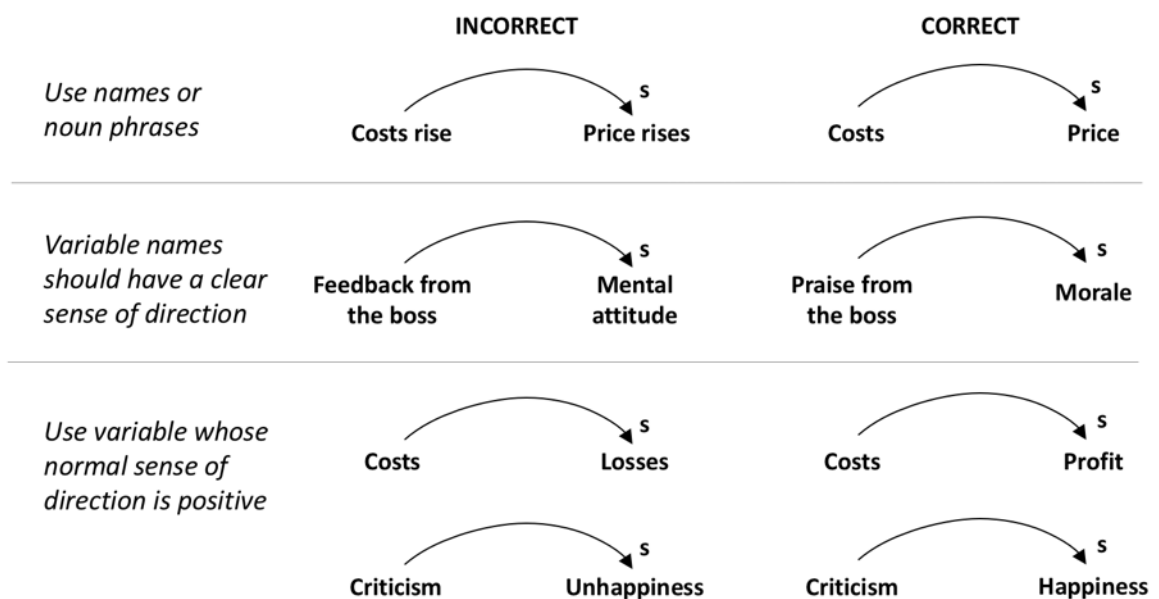 INCORRECT
CORRECT
Use names or
noun phrases
s
Costs rise
Price rises
s
Costs
Price
Variable names
should have a clear
sense of direction
s
Feedback from
the boss
Mental
attitude
s
Praise from
the boss
Morale
Use variable whose
normal sense of
direction is positive
s
Costs
Losses
s
Costs
Profit
s
Criticism
Unhappiness
s
Criticism
Happiness